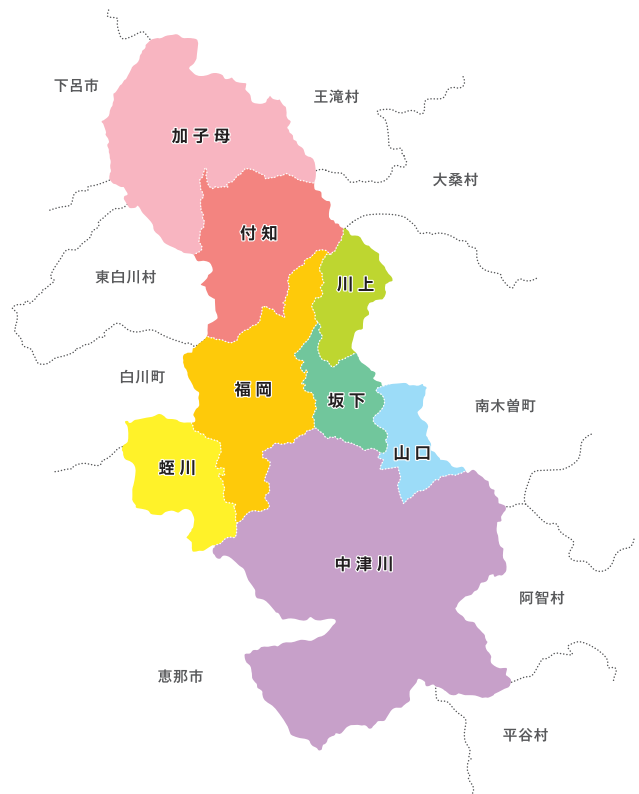 下呂市
王滝村
加子母
大桑村
付知
東白川村
川上
白川町
福岡
坂下
南木曽町
山口
蛭川
中津川
阿智村
恵那市
平谷村